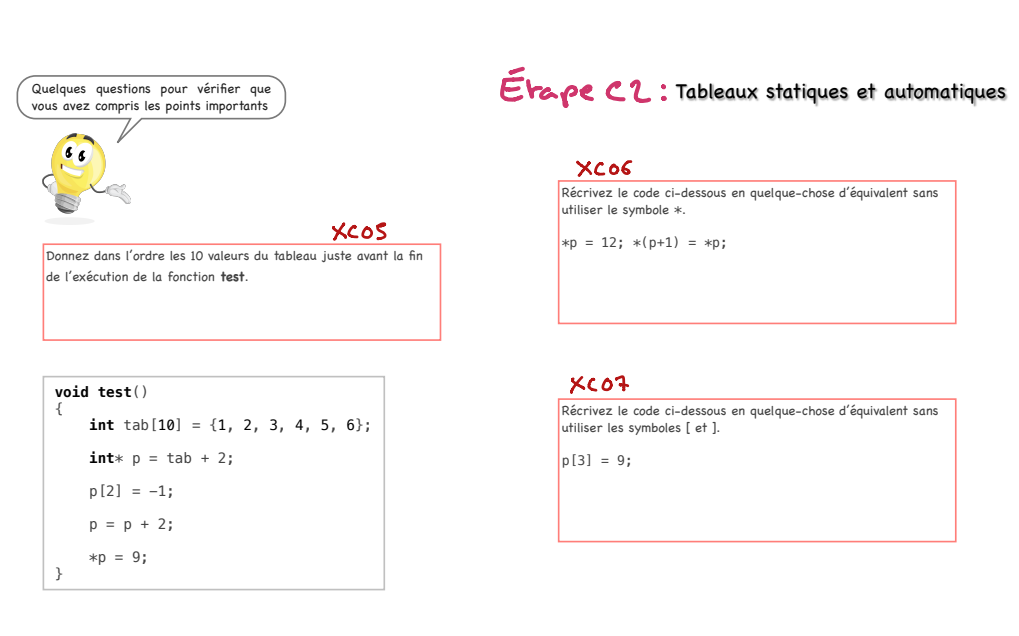 Quelques questions pour vérifier que
vous avez compris les points importants
Étape C2 : Tableaux statiques et automatiques
XC05
Donnez dans l'ordre les 10 valeurs du tableau juste avant la fin
de l'exécution de la fonction test.
void test()
{
    int tab[10] = {1, 2, 3, 4, 5, 6};
    int* p = tab + 2;
    p[2] = −1;
    p = p + 2;
    *p = 9;
}
XC06
Récrivez le code ci-dessous en quelque-chose d'équivalent sans
utiliser le symbole *.
*p = 12; *(p+1) = *p;
XC07
Récrivez le code ci-dessous en quelque-chose d'équivalent sans
utiliser les symboles [ et ].
p[3] = 9;